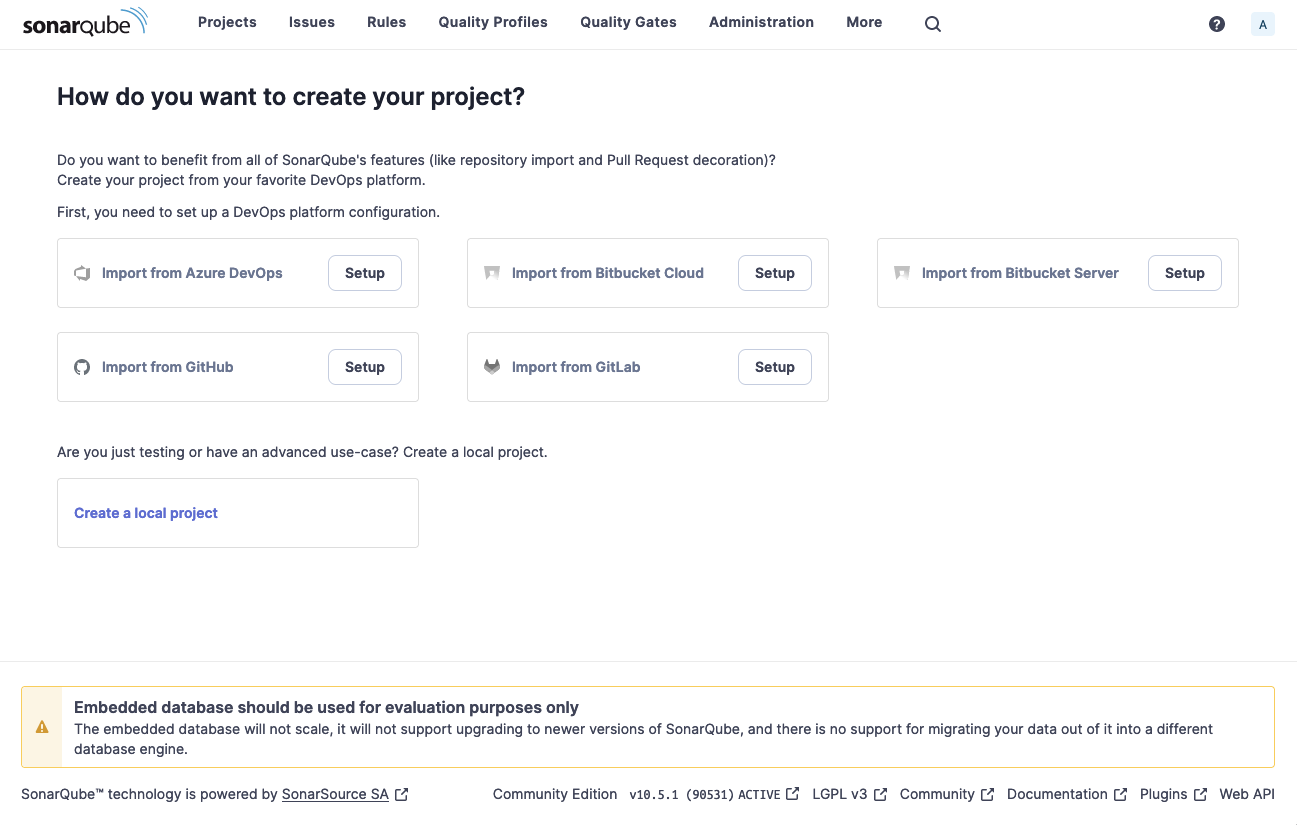 sonarqube Projects Issues Rules Quality Profiles Quality Gates Administration More ? A
How do you want to create your project?
Do you want to benefit from all of SonarQube's features (like repository import and Pull Request decoration)?
Create your project from your favorite DevOps platform.
First, you need to set up a DevOps platform configuration.
Import from Azure DevOps Setup Import from Bitbucket Cloud Setup Import from Bitbucket Server Setup
Import from GitHub Setup Import from GitLab Setup
Are you just testing or have an advanced use-case? Create a local project.
Create a local project
Embedded database should be used for evaluation purposes only
The embedded database will not scale, it will not support upgrading to newer versions of SonarQube, and there is no support for migrating your data out of it into a different
database engine.
SonarQube™ technology is powered by SonarSource SA Community Edition v10.5.1 (90531) ACTIVE LGPL v3 Community Documentation Plugins Web API